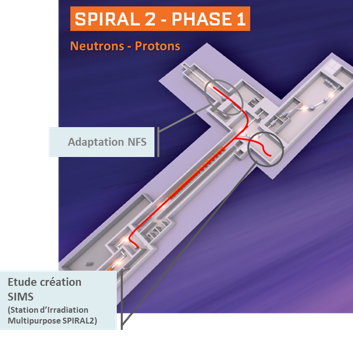 SPIRAL 2 - PHASE 1
Neutrons - Protons
Adaptation NFS
Etude création
SIMS
(Station d'Irradiation
Multipurpose SPIRAL2)